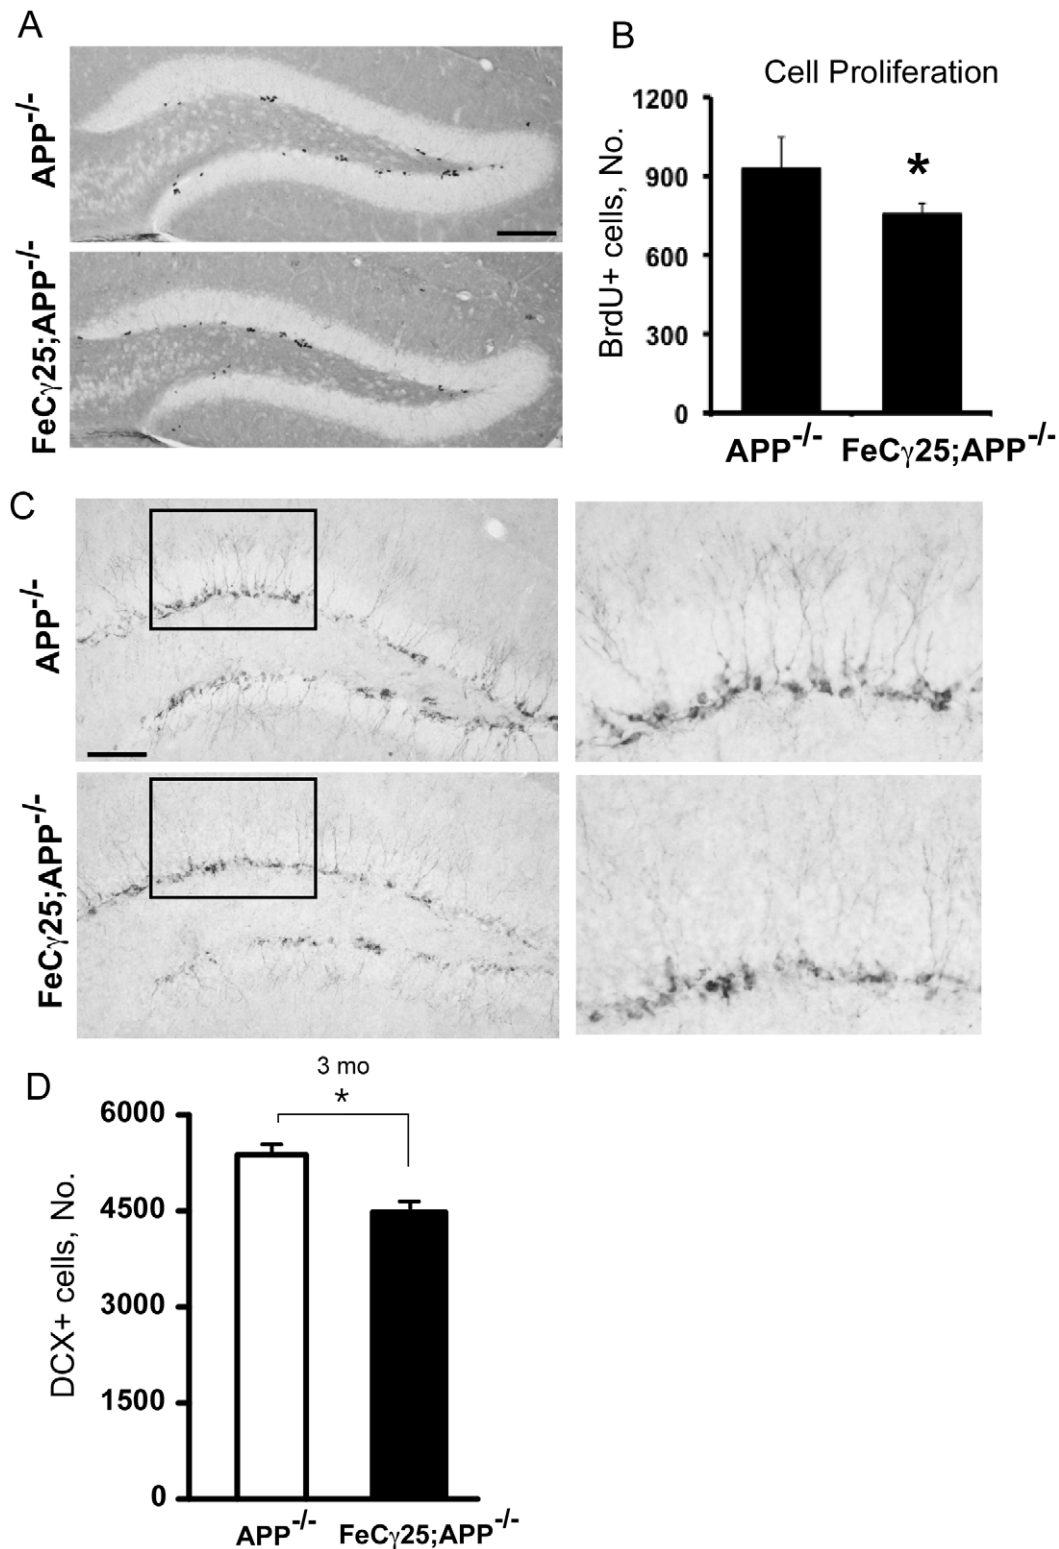 A
APP-/-
FeCγ25;APP-/-
B
Cell Proliferation
BrdU+ cells, No.
1200
900
600
300
0
*
APP-/-
FeCγ25;APP-/-
C
APP-/-
FeCγ25;APP-/-
D
3 mo
*
DCX+ cells, No.
6000
4500
3000
1500
0
APP-/-
FeCγ25;APP-/-